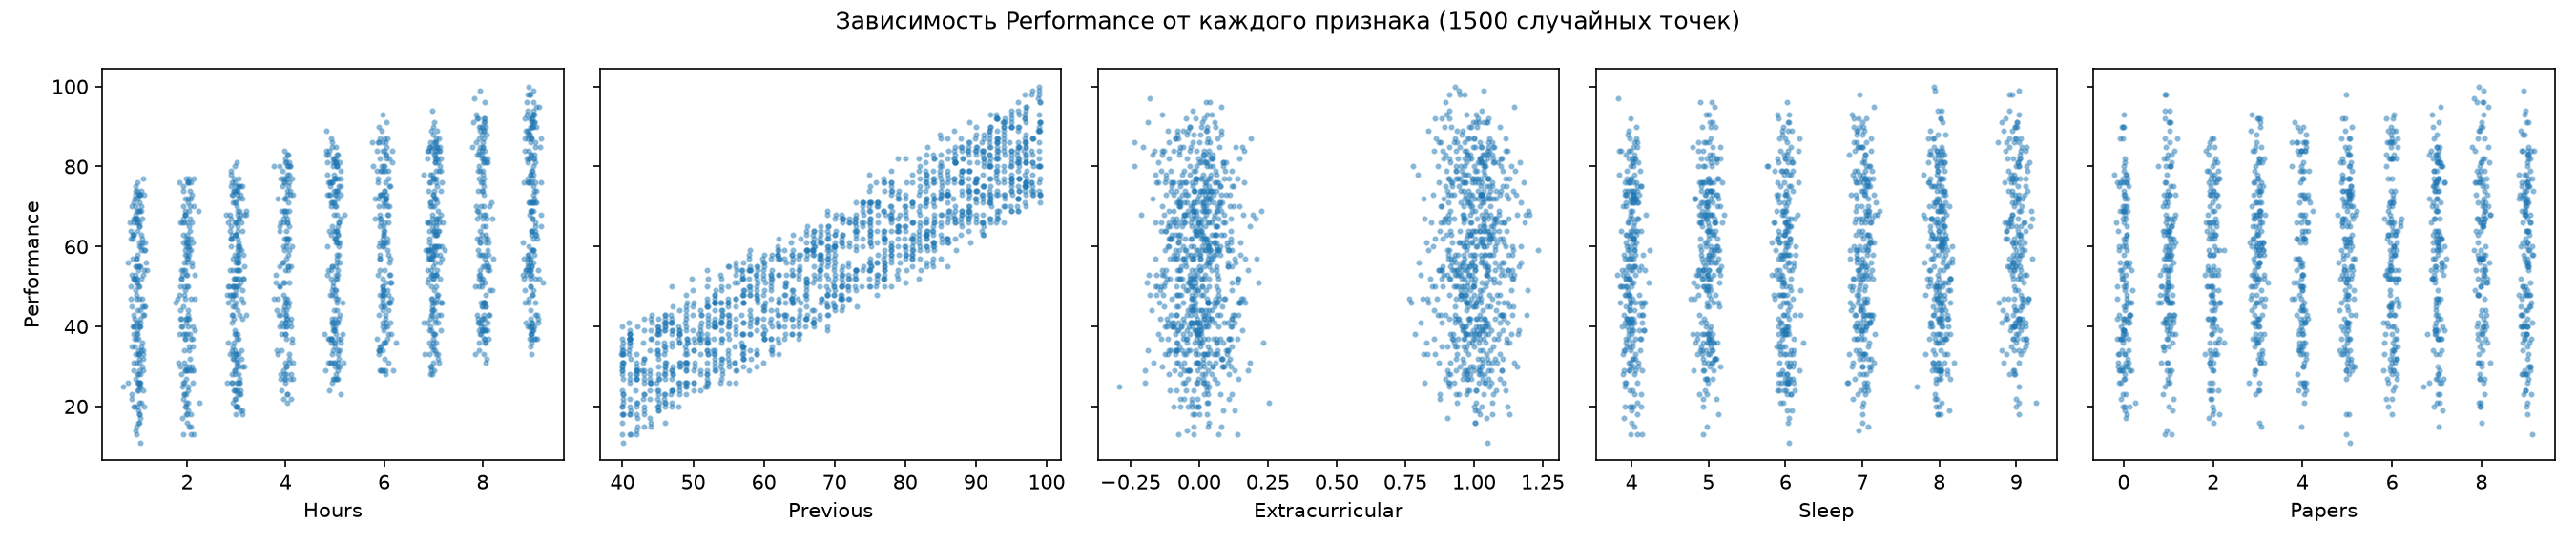 Зависимость Performance от каждого признака (1500 случайных точек)
Performance
100
80
60
40
20
2 4 6 8
Hours
40 50 60 70 80 90 100
Previous
−0.25 0.00 0.25 0.50 0.75 1.00 1.25
Extracurricular
4 5 6 7 8 9
Sleep
0 2 4 6 8
Papers